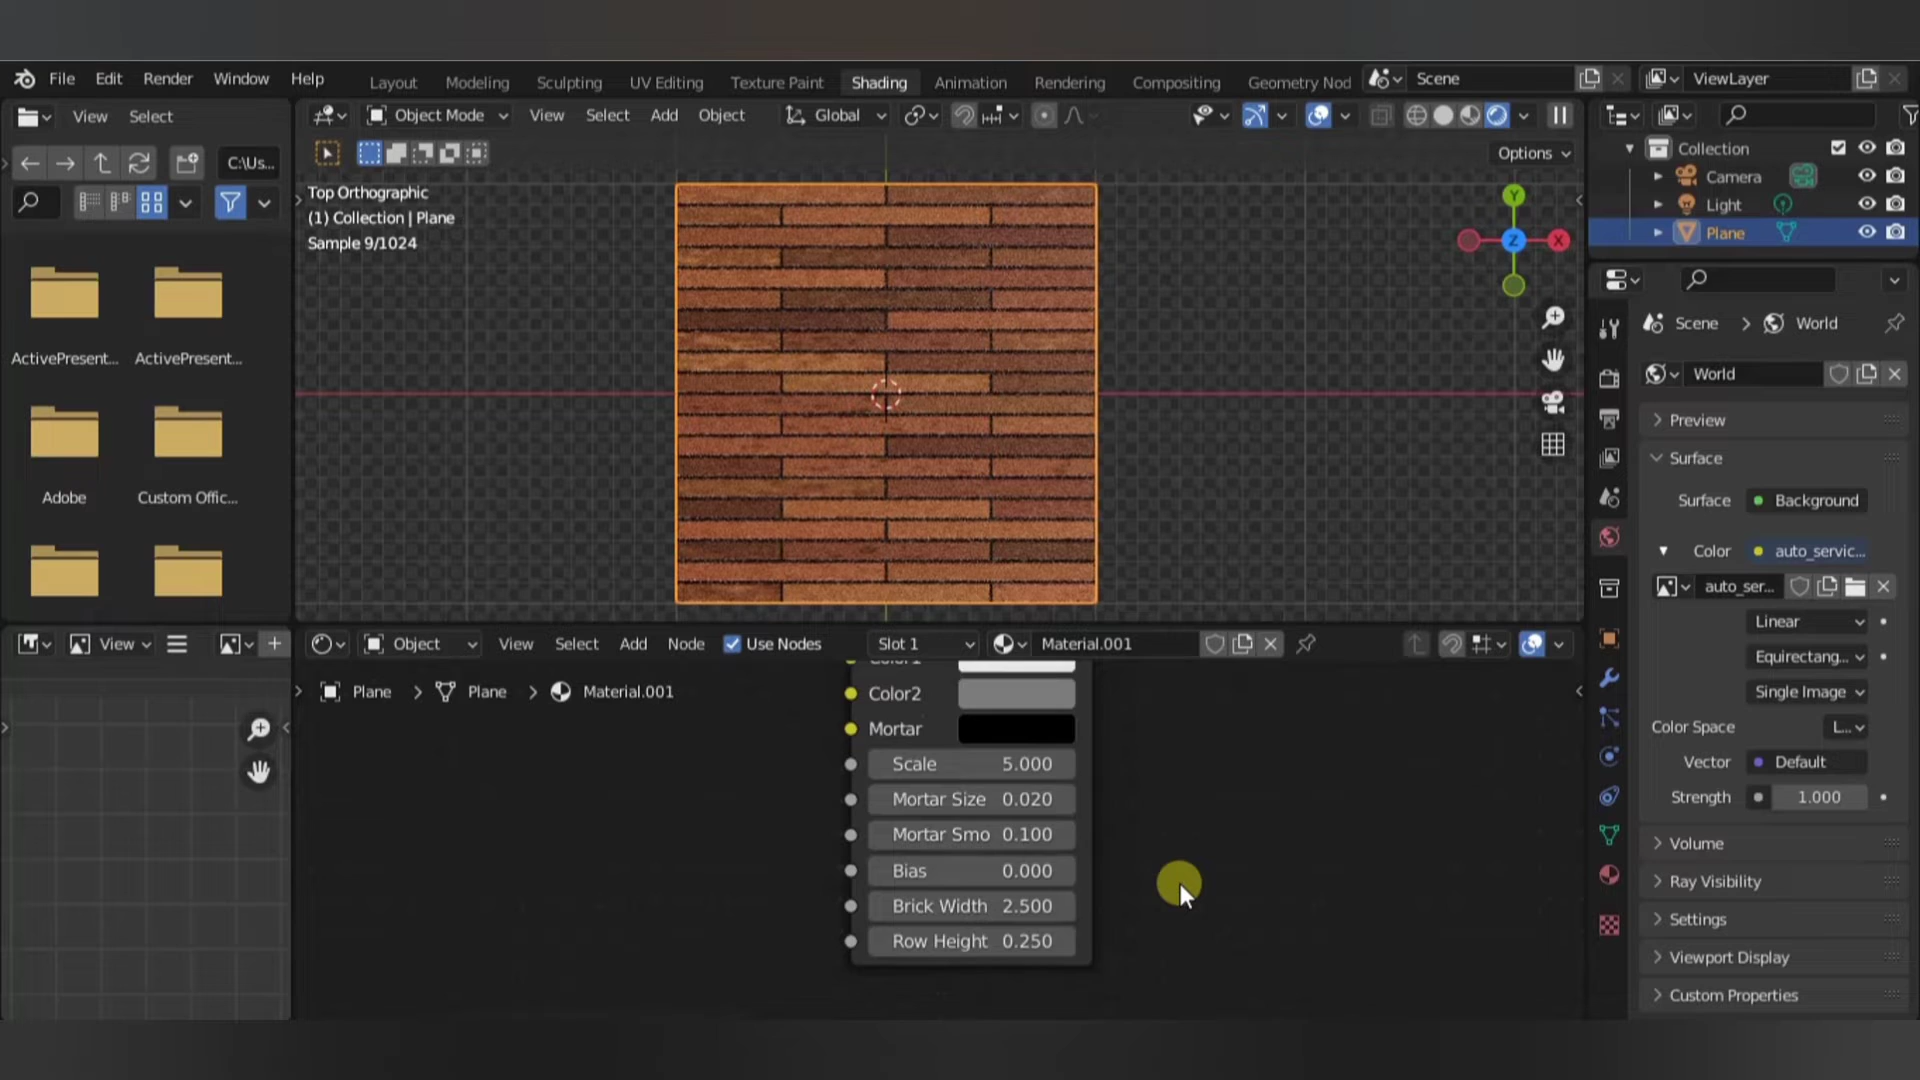 File Edit Render Window Help
Layout Modeling Sculpting UV Editing Texture Paint Shading Animation Rendering Compositing Geometry Nod
Scene
ViewLayer
View Select
Object Mode View Select Add Object Global
C:\Us...
Options
Top Orthographic
(1) Collection | Plane
Sample 9/1024
Y
Z
X
ActivePresent... ActivePresent...
Adobe Custom Offic...
Collection
Camera
Light
Plane
Scene > World
World
Preview
Surface
Surface Background
Color auto_servic...
auto_ser...
Linear
Equirectang...
Single Image
Color Space L...
Vector Default
Strength 1.000
Volume
Ray Visibility
Settings
Viewport Display
Custom Properties
View
Object View Select Add Node Use Nodes Slot 1 Material.001
Plane > Plane > Material.001
Color1
Color2
Mortar
Scale 5.000
Mortar Size 0.020
Mortar Smo 0.100
Bias 0.000
Brick Width 2.500
Row Height 0.250